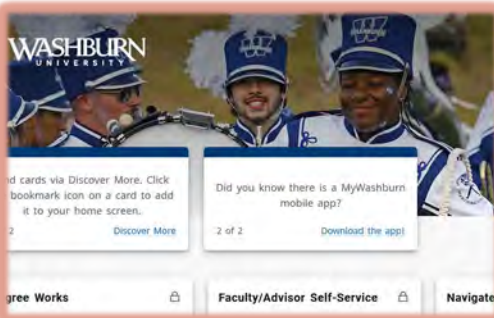 WASHBURN
UNIVERSITY
W
W
nd cards via Discover More. Click
bookmark icon on a card to add
it to your home screen.
2
Discover More
Did you know there is a MyWashburn
mobile app?
2 of 2
Download the app!
gree Works
Faculty/Advisor Self-Service
Navigate